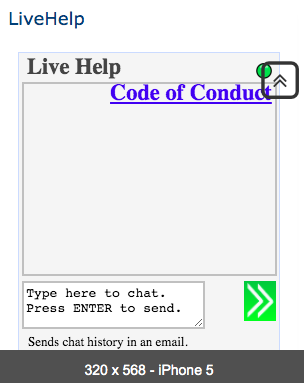 LiveHelp
Live Help
Code of Conduct
Type here to chat.
Press ENTER to send.
Sends chat history in an email.
320 x 568 - iPhone 5